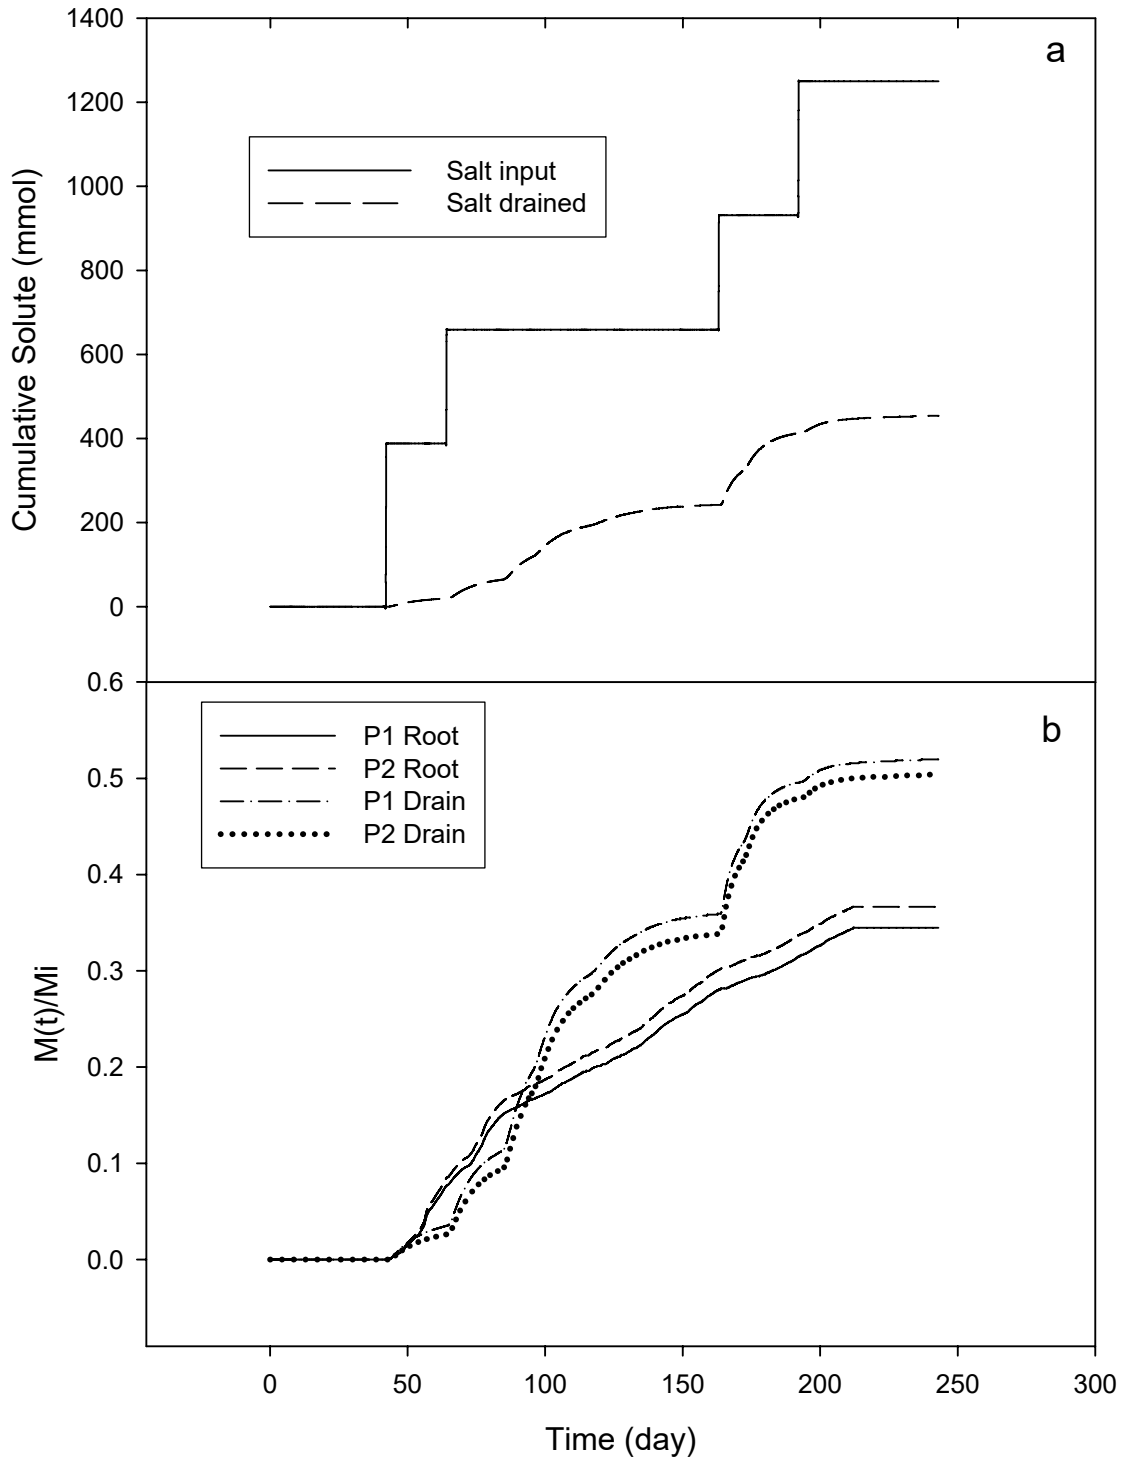 1400
a
1200
Salt input
Salt drained
1000
800
600
400
200
0
Cumulative Solute (mmol)
0.6
P1 Root
P2 Root
P1 Drain
P2 Drain
b
0.5
0.4
0.3
0.2
0.1
0.0
M(t)/Mi
0 50 100 150 200 250 300
Time (day)